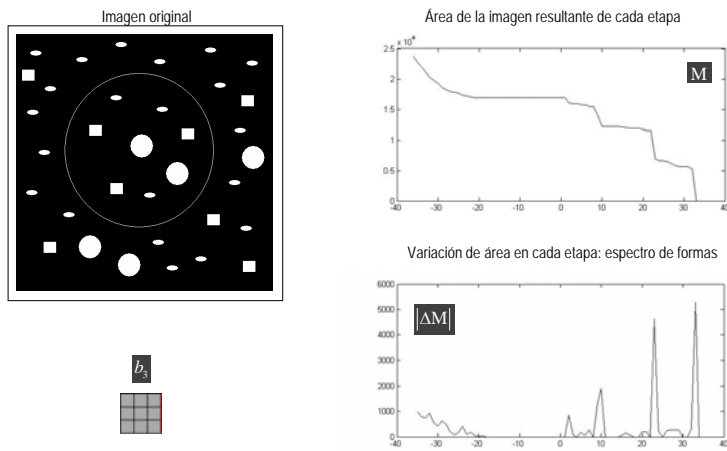 Imagen original
b3
Área de la imagen resultante de cada etapa
x 10⁴
M
2.5
2
1.5
1
0.5
0
-40 -30 -20 -10 0 10 20 30 40
Variación de área en cada etapa: espectro de formas
|ΔM|
6000
5000
4000
3000
2000
1000
0
-40 -30 -20 -10 0 10 20 30 40